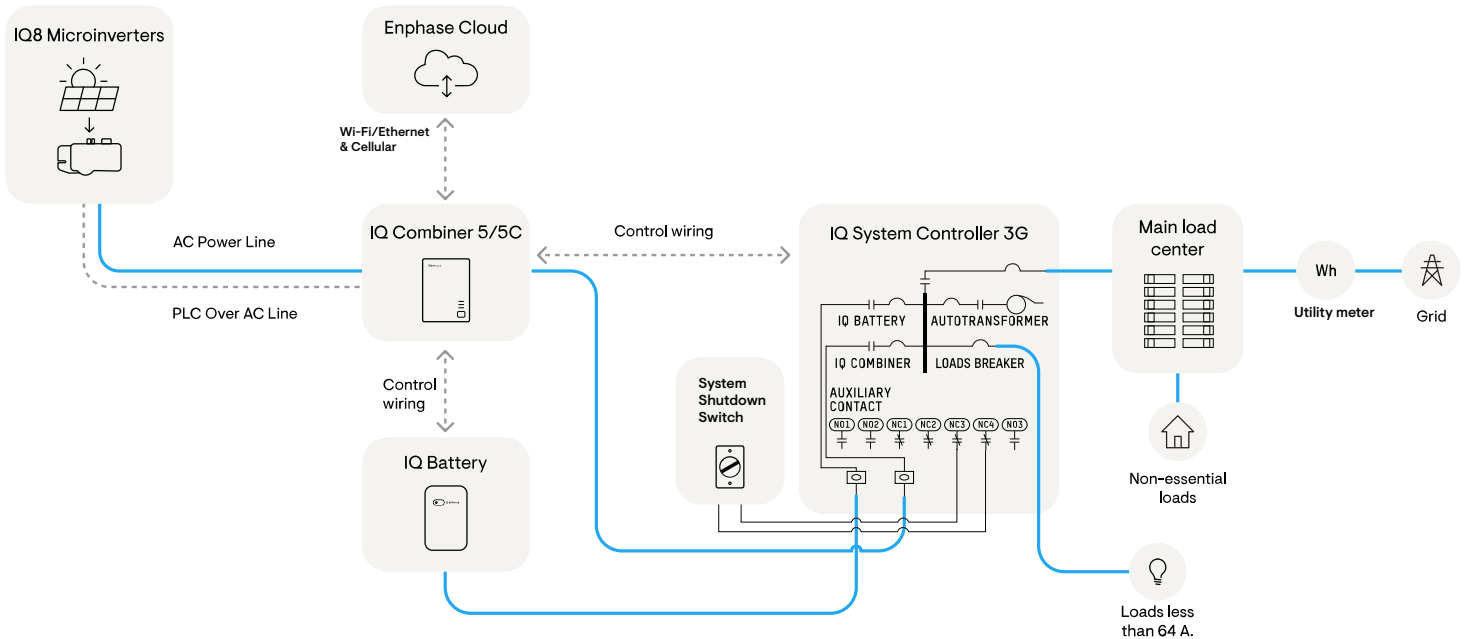 IQ8 Microinverters
Enphase Cloud
Wi-Fi/Ethernet
& Cellular
AC Power Line
PLC Over AC Line
IQ Combiner 5/5C
Control wiring
IQ System Controller 3G
IQ BATTERY
AUTOTRANSFORMER
IQ COMBINER
LOADS BREAKER
AUXILIARY
CONTACT
NO1 NO2 NC1 NC2 NC3 NC4 NO3
Main load
center
Wh
Utility meter
Grid
Non-essential
loads
System
Shutdown
Switch
Control
wiring
IQ Battery
Loads less
than 64 A.